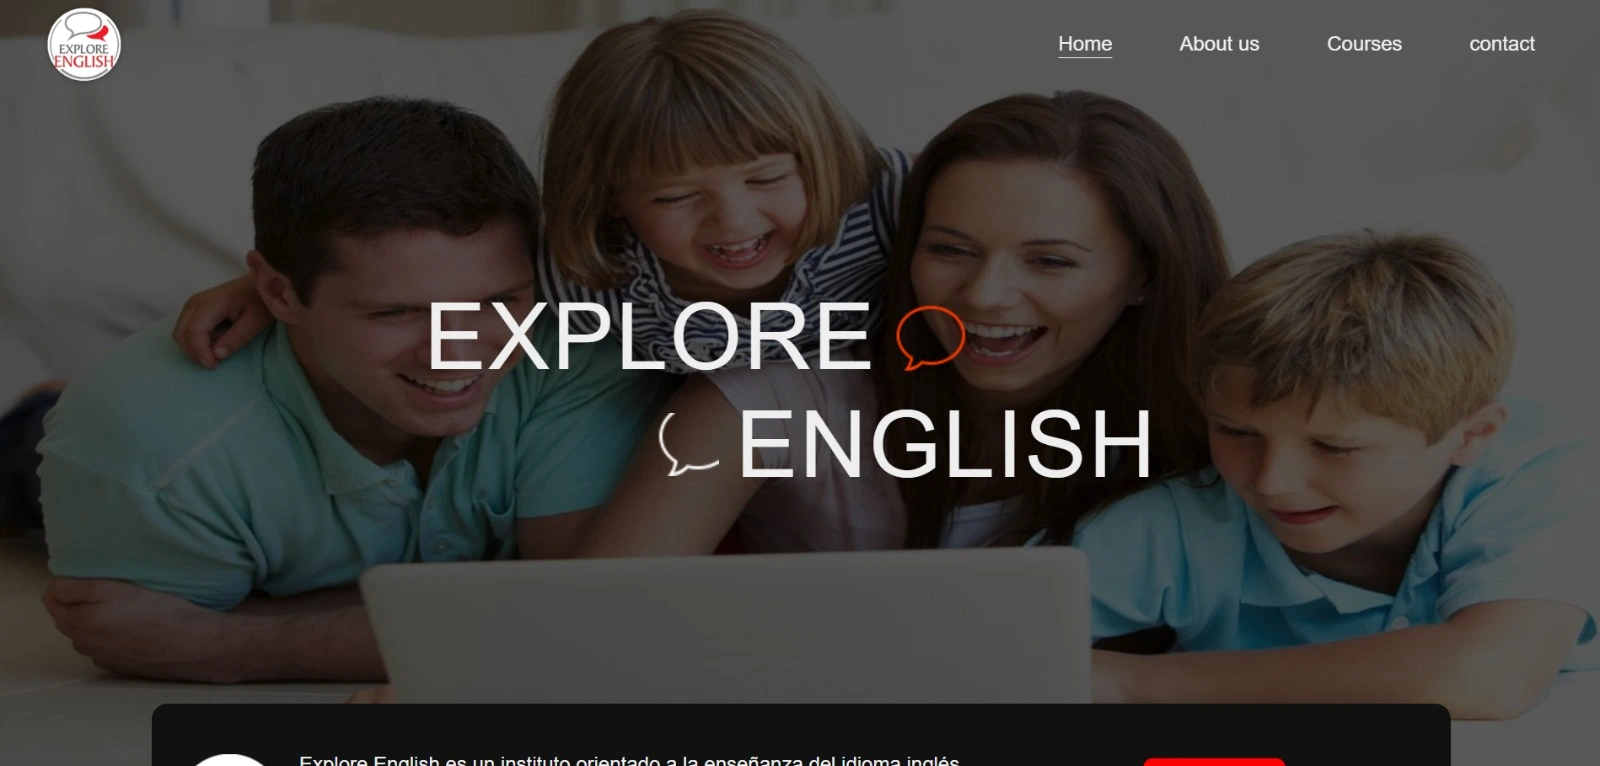 EXPLORE
ENGLISH
Home
About us
Courses
contact
EXPLORE
ENGLISH
Explore English es un instituto orientado a la enseñanza del idioma inglés